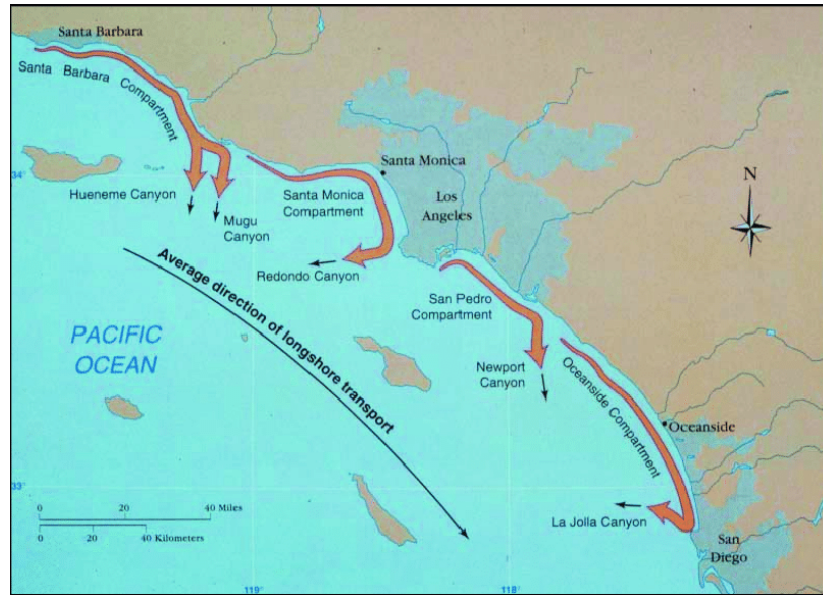 Santa Barbara
Santa Barbara Compartment
34°
Hueneme Canyon
Mugu
Canyon
Santa Monica
Compartment
Santa Monica
Los
Angeles
N
Redondo Canyon
Average direction of longshore transport
San Pedro
Compartment
PACIFIC
OCEAN
Newport
Canyon
Oceanside Compartment
Oceanside
33°
0 20 40 Miles
0 20 40 Kilometers
La Jolla Canyon
San
Diego
119°
118